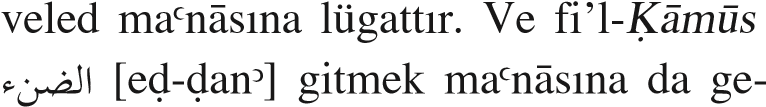 veled maʿnāsına lügattır. Ve fi’l-Ḳāmūs
الضنء [eḍ-ḍanʾ] gitmek maʿnāsına da ge-